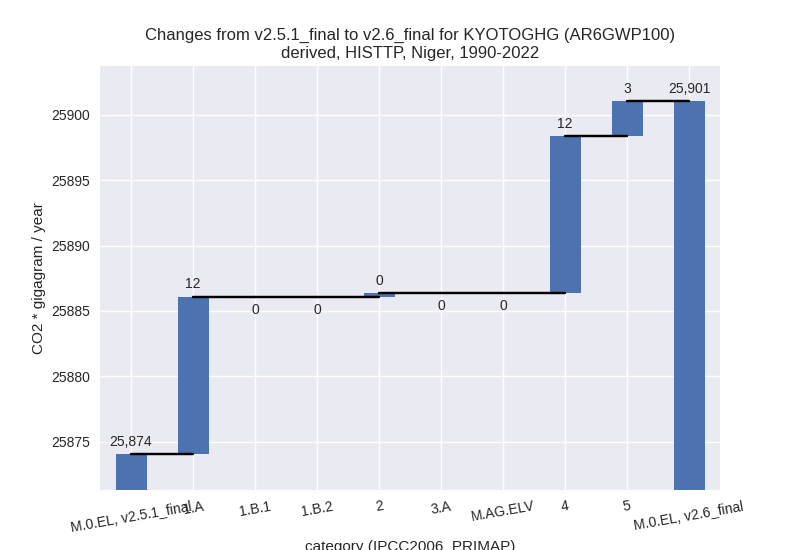 Changes from v2.5.1_final to v2.6_final for KYOTOGHG (AR6GWP100)
derived, HISTTP, Niger, 1990-2022
CO2 * gigagram / year
25900
25895
25890
25885
25880
25875
25,874
12
0
0
0
0
0
12
3
25,901
M.0.EL, v2.5.1_final
1.A
1.B.1
1.B.2
2
3.A
M.AG.ELV
4
5
M.0.EL, v2.6_final
category (IPCC2006_PRIMAP)